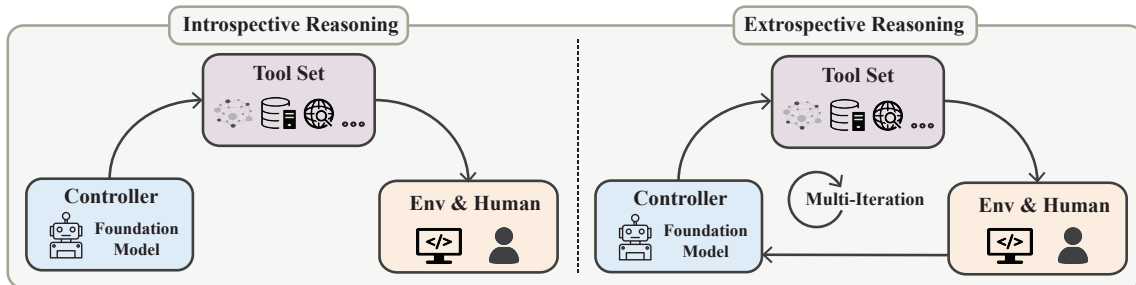 Introspective Reasoning
Tool Set
Controller
Foundation
Model
Env & Human
</>
Extrospective Reasoning
Tool Set
Controller
Foundation
Model
Multi-Iteration
Env & Human
</>